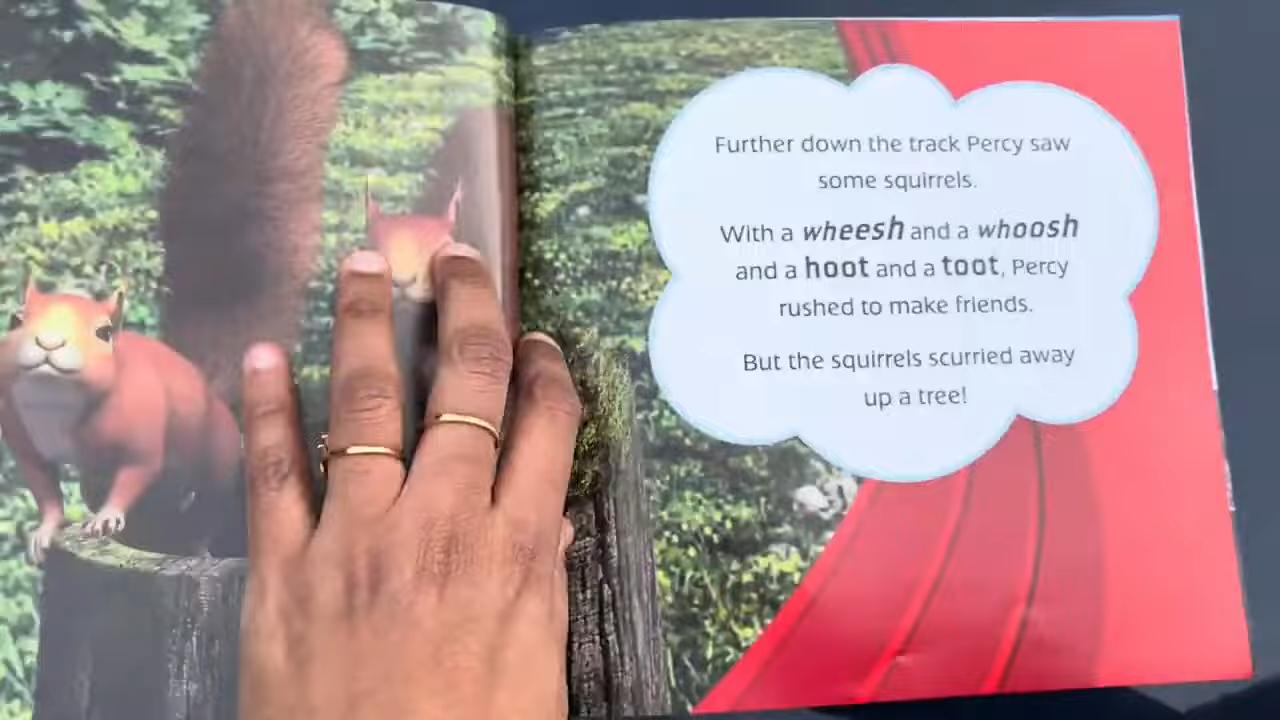 Further down the track Percy saw
some squirrels.
With a wheesh and a whoosh
and a hoot and a toot, Percy
rushed to make friends.
But the squirrels scurried away
up a tree!